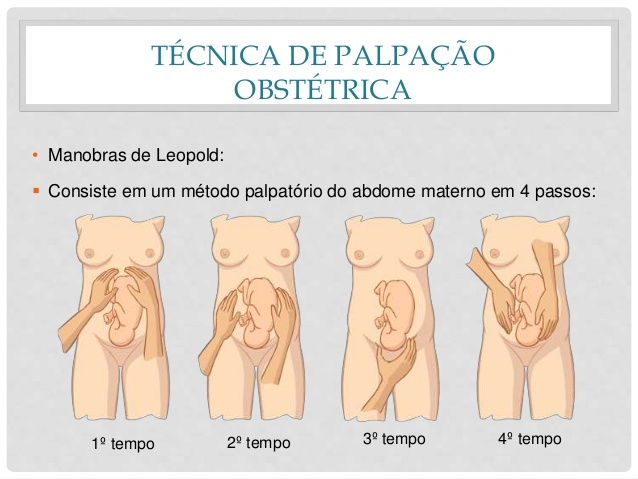 TÉCNICA DE PALPAÇÃO
OBSTÉTRICA
• Manobras de Leopold:
▪ Consiste em um método palpatório do abdome materno em 4 passos:
1º tempo 2º tempo 3º tempo 4º tempo